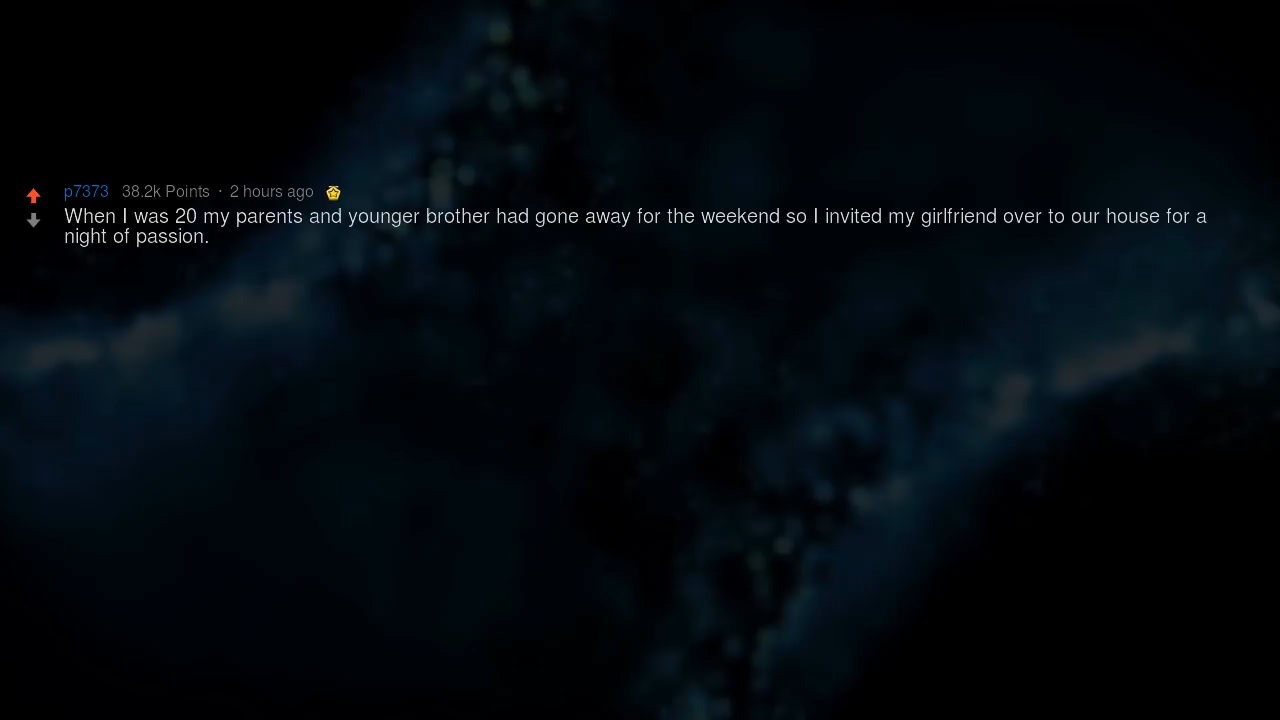 p7373 38.2k Points · 2 hours ago
When I was 20 my parents and younger brother had gone away for the weekend so I invited my girlfriend over to our house for a
night of passion.